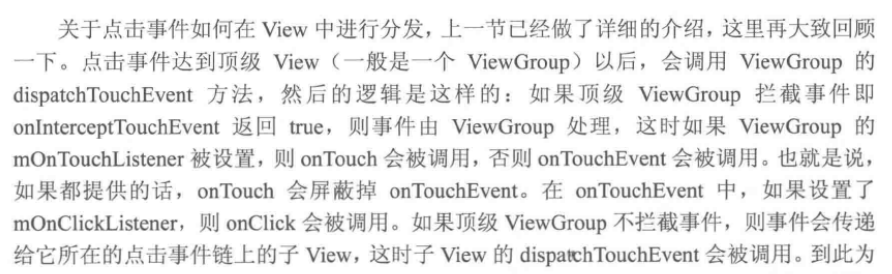 关于点击事件如何在 View 中进行分发，上一节已经做了详细的介绍，这里再大致回顾
一下。点击事件达到顶级 View（一般是一个 ViewGroup）以后，会调用 ViewGroup 的
dispatchTouchEvent 方法，然后的逻辑是这样的：如果顶级 ViewGroup 拦截事件即
onInterceptTouchEvent 返回 true，则事件由 ViewGroup 处理，这时如果 ViewGroup 的
mOnTouchListener 被设置，则 onTouch 会被调用，否则 onTouchEvent 会被调用。也就是说，
如果都提供的话，onTouch 会屏蔽掉 onTouchEvent。在 onTouchEvent 中，如果设置了
mOnClickListener，则 onClick 会被调用。如果顶级 ViewGroup 不拦截事件，则事件会传递
给它所在的点击事件链上的子 View，这时子 View 的 dispatchTouchEvent 会被调用。到此为